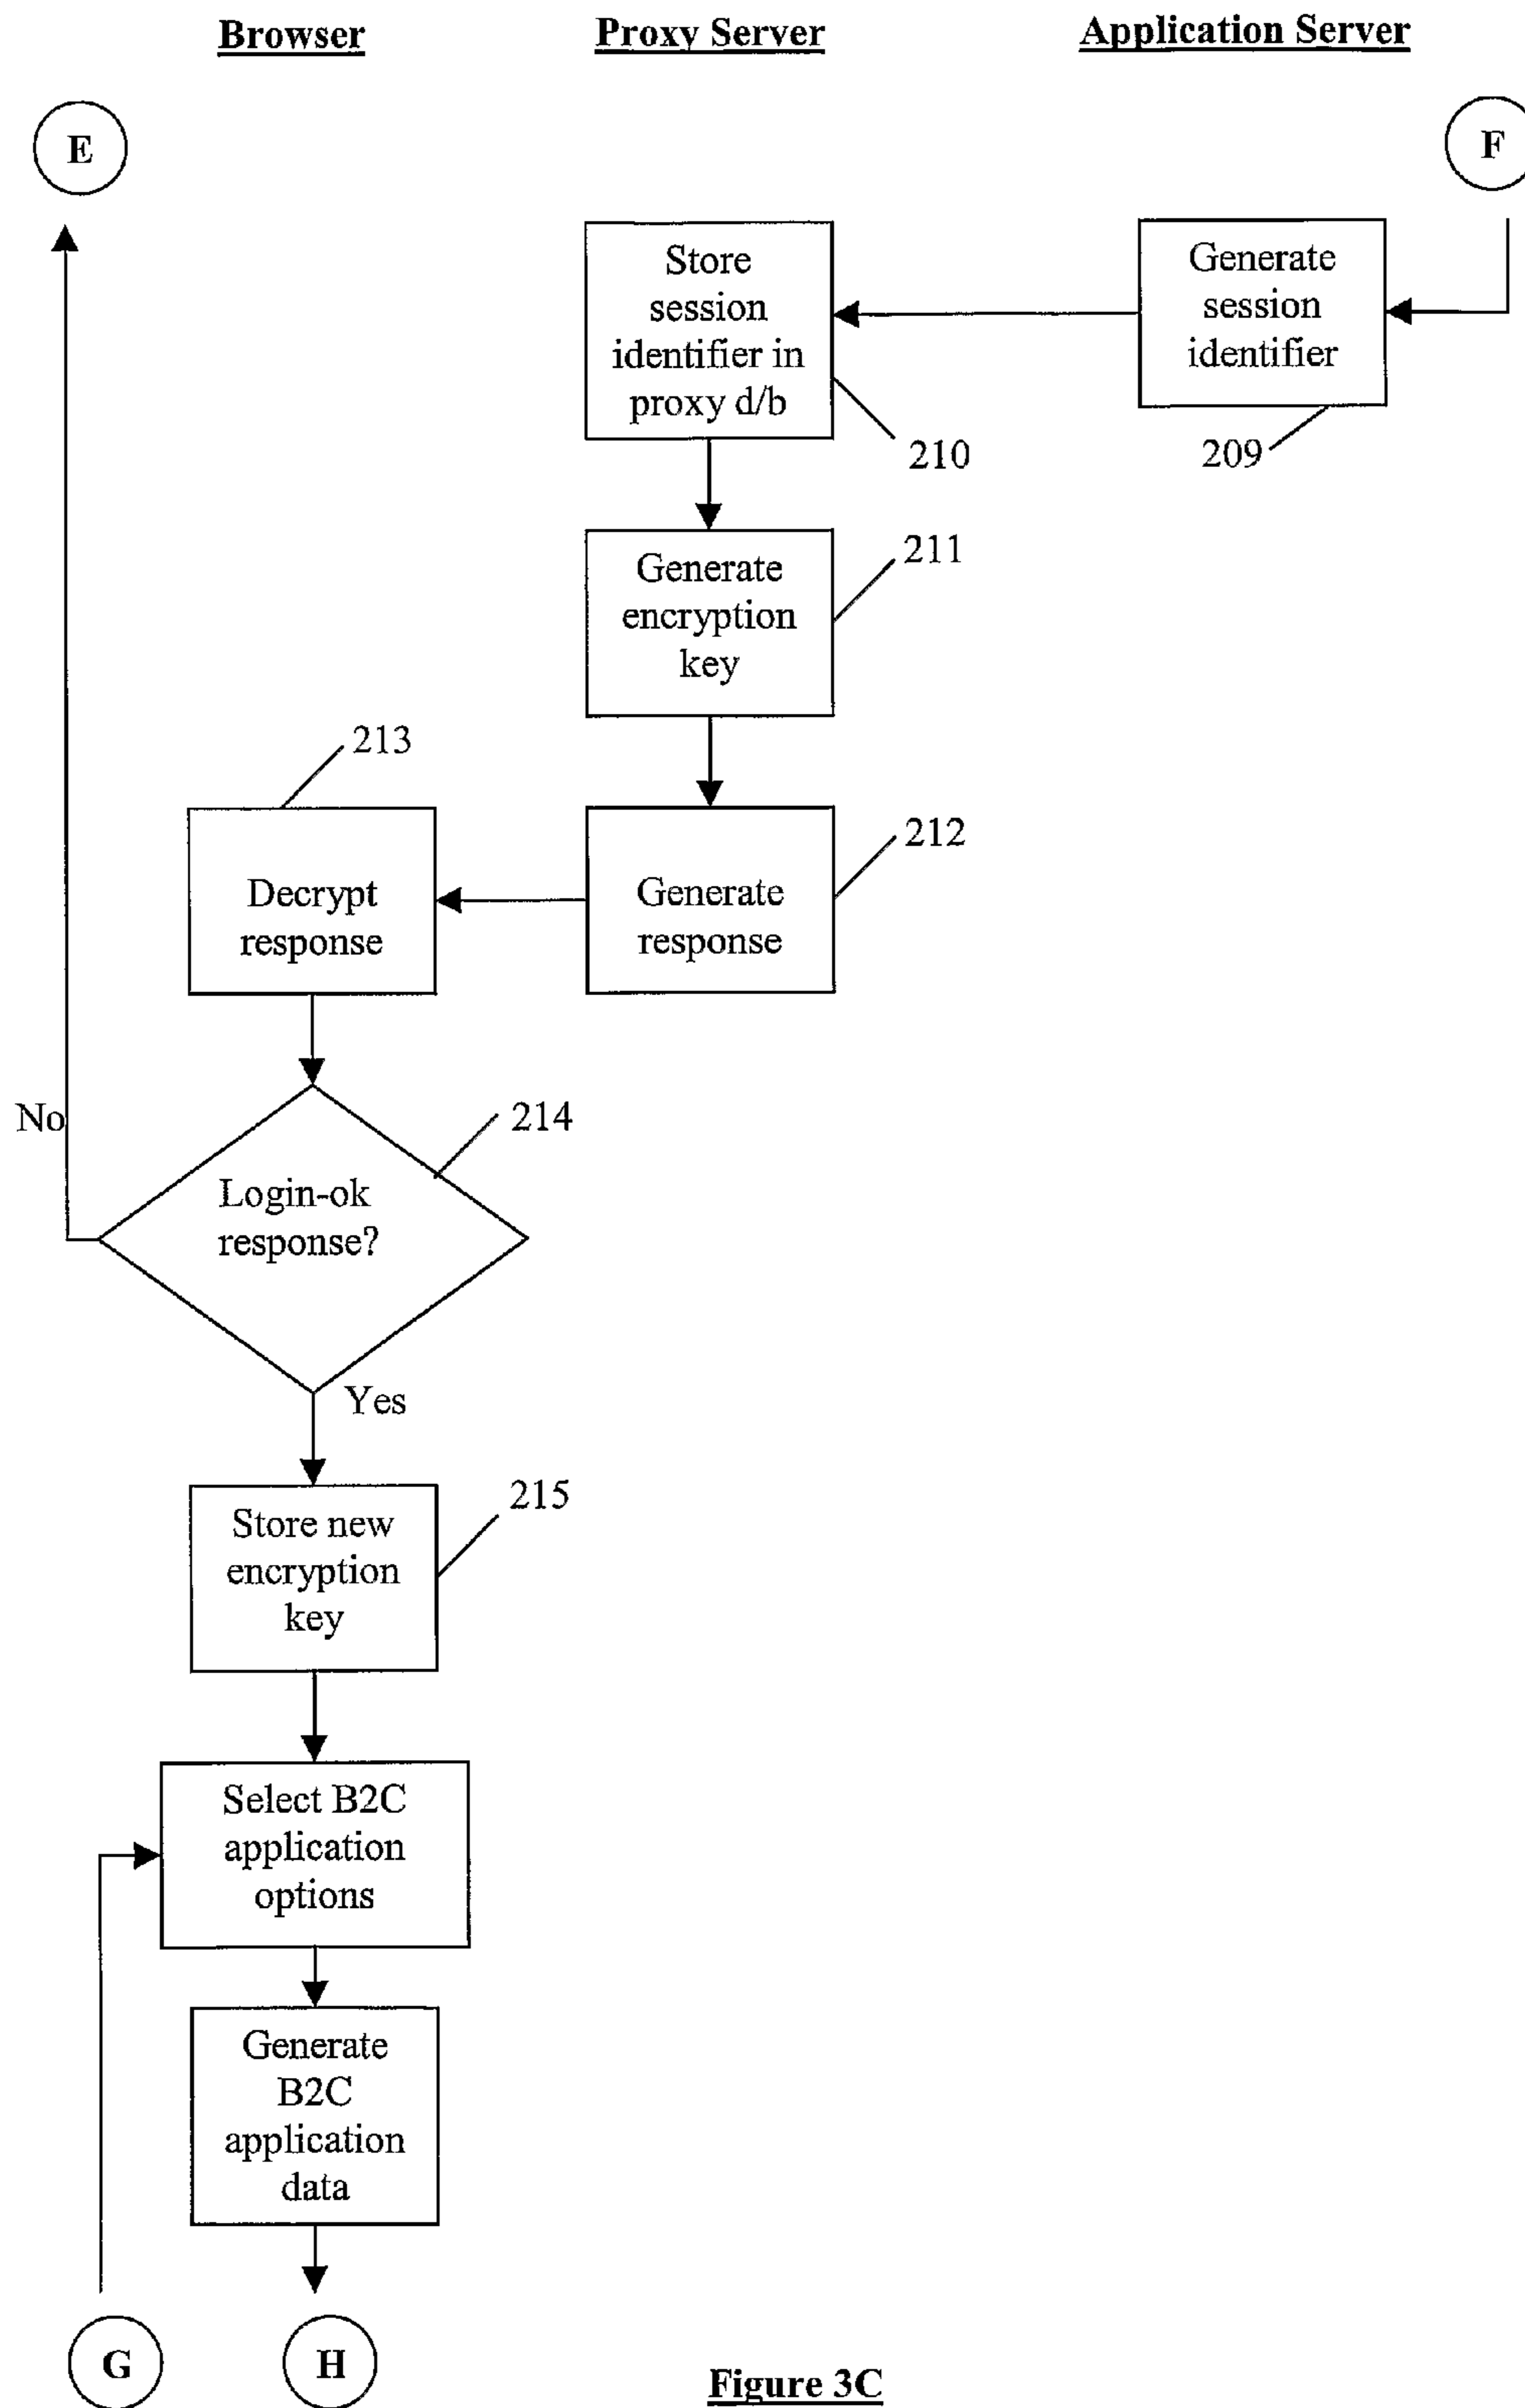 Browser
Proxy Server
Application Server
E
F
Store
session
identifier in
proxy d/b
Generate
session
identifier
210
209
Generate
encryption
key
211
213
Decrypt
response
Generate
response
212
No
Login-ok
response?
214
Yes
Store new
encryption
key
215
Select B2C
application
options
Generate
B2C
application
data
G
H
Figure 3C